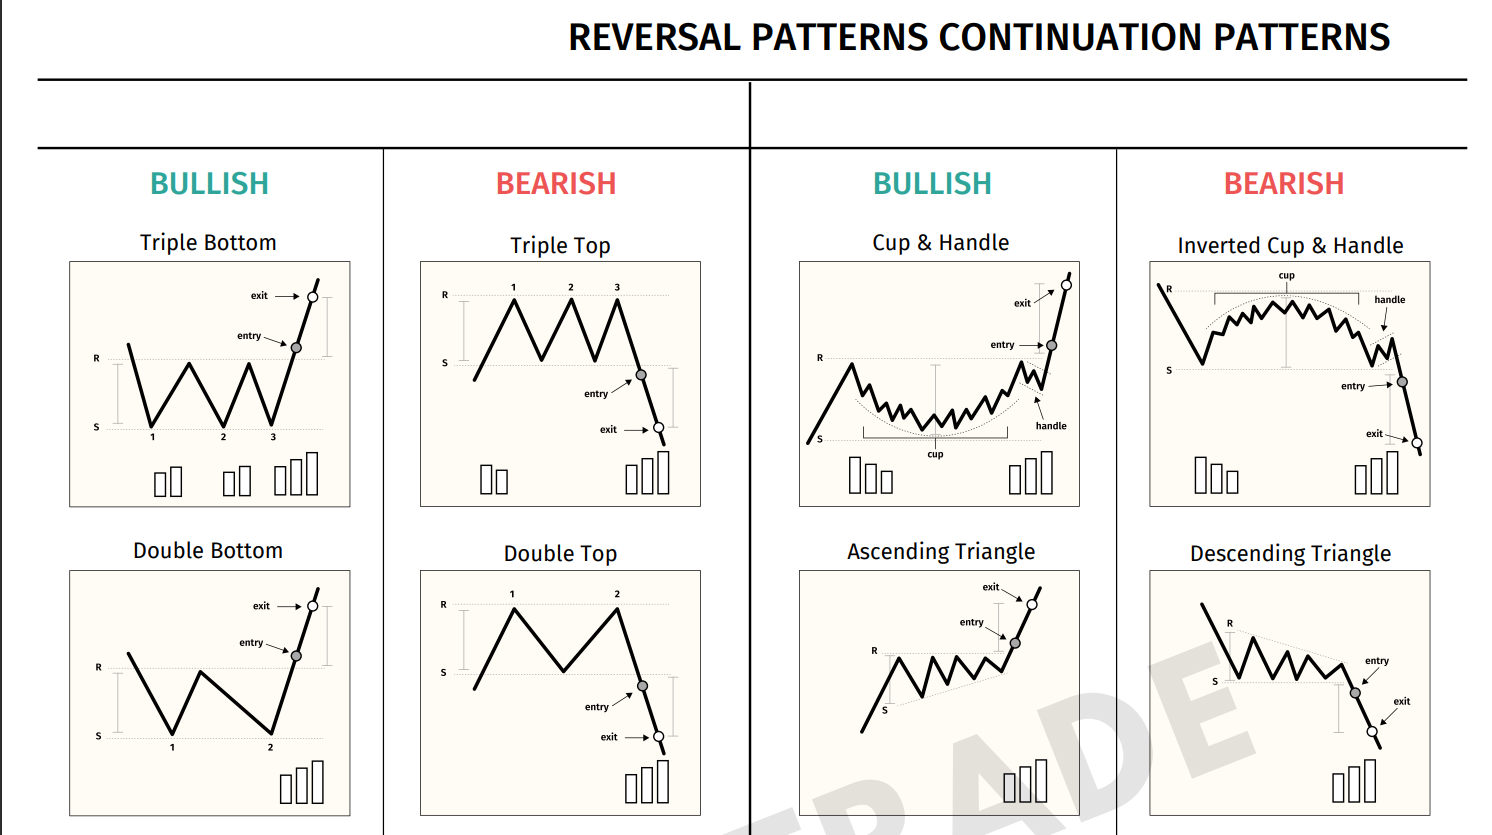 REVERSAL PATTERNS CONTINUATION PATTERNS
BULLISH
BEARISH
BULLISH
BEARISH
Triple Bottom
exit
entry
R
S
1 2 3
Triple Top
1 2 3
R
S
entry
exit
Cup & Handle
exit
entry
R
S
handle
cup
Inverted Cup & Handle
cup
R
handle
S
entry
exit
Double Bottom
exit
entry
R
S
1 2
Double Top
1 2
R
S
entry
exit
Ascending Triangle
exit
entry
R
S
Descending Triangle
R
entry
S
exit
TRADE